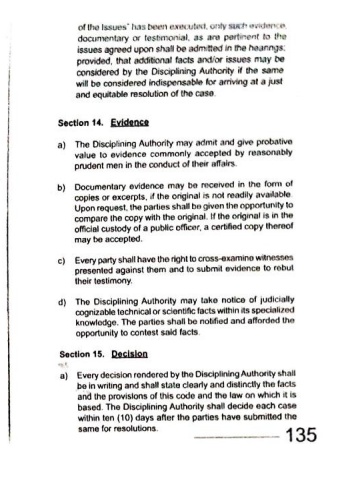 of the Issues" has been executed, only such evidence,
documentary or testimonial, as are pertinent to the
issues agreed upon shall be admitted in the hearings:
provided, that additional facts and/or issues may be
considered by the Disciplining Authority if the same
will be considered indispensable for arriving at a just
and equitable resolution of the case.
Section 14. Evidence
a) The Disciplining Authority may admit and give probative
value to evidence commonly accepted by reasonably
prudent men in the conduct of their affairs.
b) Documentary evidence may be received in the form of
copies or excerpts, if the original is not readily available.
Upon request, the parties shall be given the opportunity to
compare the copy with the original. If the original is in the
official custody of a public officer, a certified copy thereof
may be accepted.
c) Every party shall have the right to cross-examine witnesses
presented against them and to submit evidence to rebut
their testimony.
d) The Disciplining Authority may take notice of judicially
cognizable technical or scientific facts within its specialized
knowledge. The parties shall be notified and afforded the
opportunity to contest said facts.
Section 15. Decision
a) Every decision rendered by the Disciplining Authority shall
be in writing and shall state clearly and distinctly the facts
and the provisions of this code and the law on which it is
based. The Disciplining Authority shall decide each case
within ten (10) days after the parties have submitted the
same for resolutions.
135